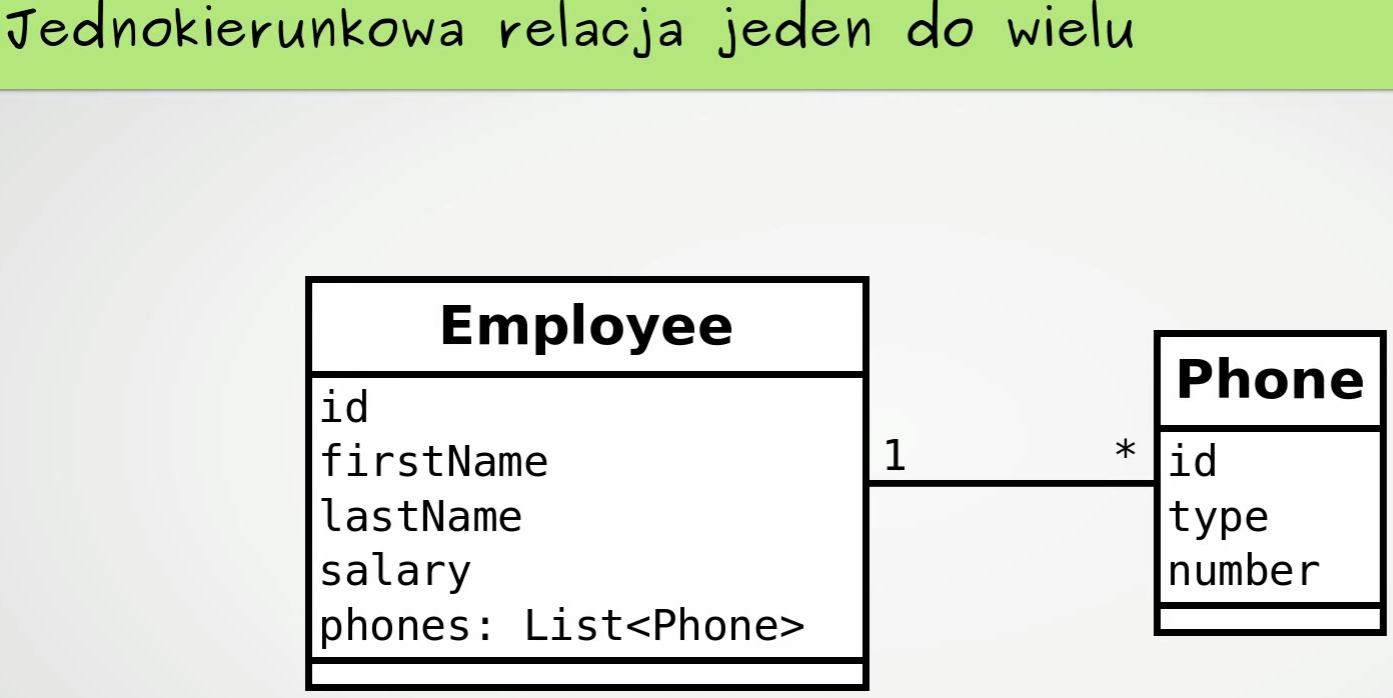 Jednokierunkowa relacja jeden do wielu
Employee
id
firstName
lastName
salary
phones: List<Phone>
1
*
Phone
id
type
number